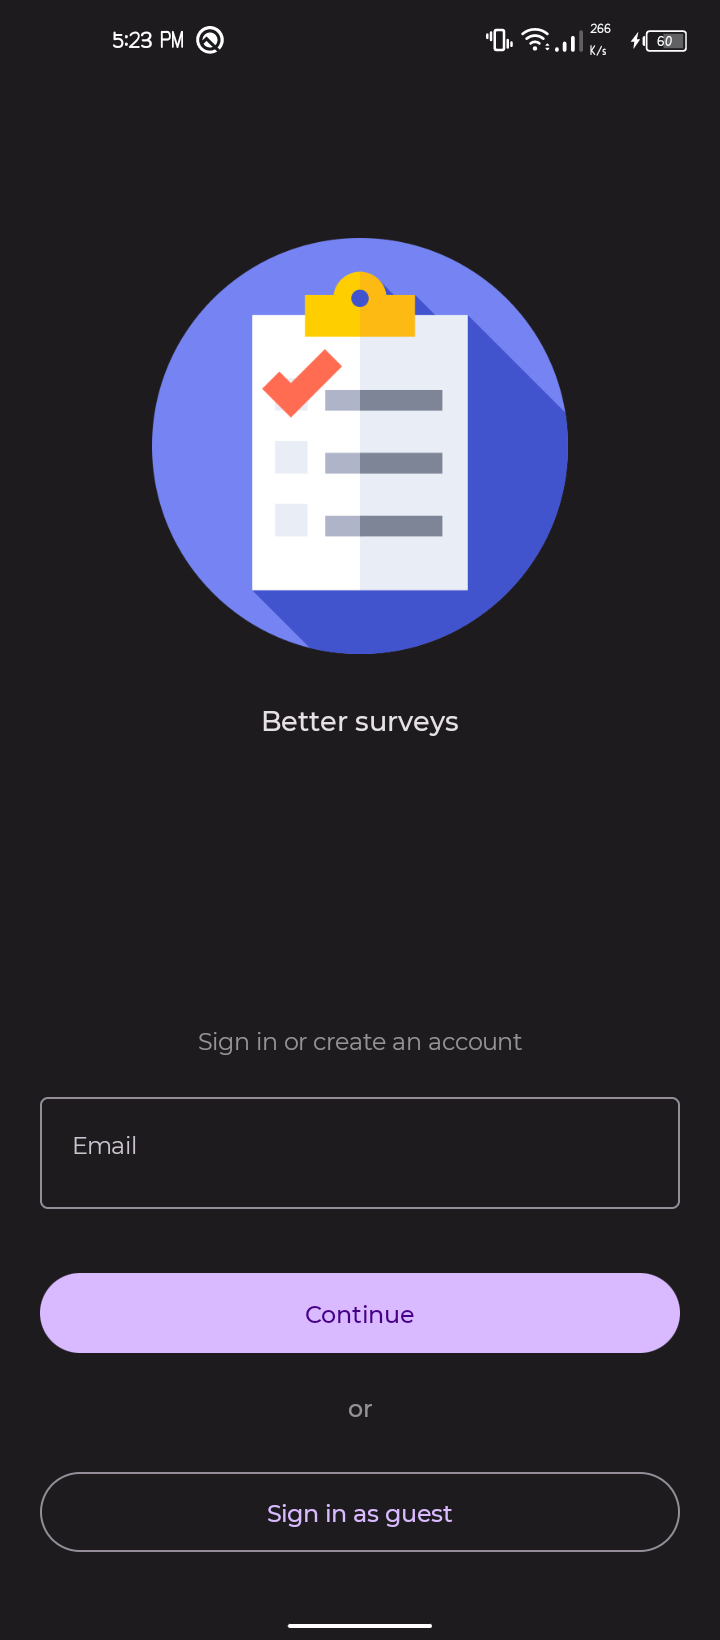 5:23 PM
266
K/s
60
Better surveys
Sign in or create an account
Email
Continue
or
Sign in as guest